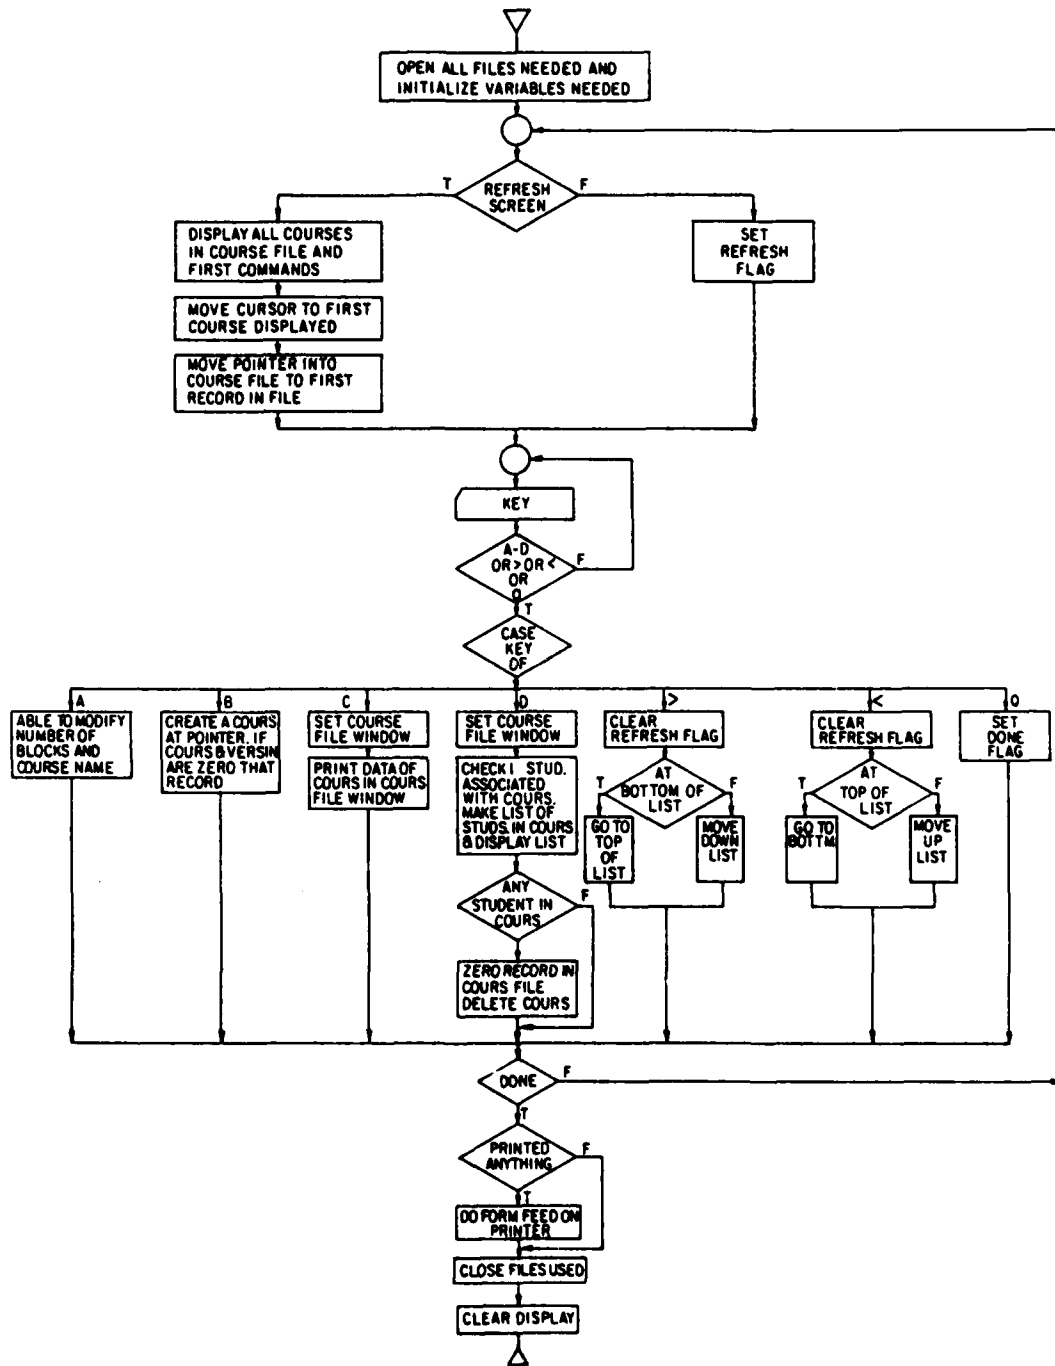 OPEN ALL FILES NEEDED AND
INITIALIZE VARIABLES NEEDED
T
REFRESH
SCREEN
F
DISPLAY ALL COURSES
IN COURSE FILE AND
FIRST COMMANDS
SET
REFRESH
FLAG
MOVE CURSOR TO FIRST
COURSE DISPLAYED
MOVE POINTER INTO
COURSE FILE TO FIRST
RECORD IN FILE
KEY
A-D
OR > OR <
OR
Q
F
T
CASE
KEY
OF
A
ABLE TO MODIFY
NUMBER OF
BLOCKS AND
COURSE NAME
B
CREATE A COURS
AT POINTER. IF
COURS & VERSIN
ARE ZERO THAT
RECORD
C
SET COURSE
FILE WINDOW
PRINT DATA OF
COURS IN COURS
FILE WINDOW
D
SET COURSE
FILE WINDOW
CHECK I STUD.
ASSOCIATED
WITH COURS.
MAKE LIST OF
STUDS. IN COURS
& DISPLAY LIST
ANY
STUDENT IN
COURS
F
ZERO RECORD IN
COURS FILE
DELETE COURS
>
CLEAR
REFRESH FLAG
T
AT
BOTTOM OF
LIST
F
GO TO
TOP
OF
LIST
MOVE
DOWN
LIST
<
CLEAR
REFRESH FLAG
T
AT
TOP OF
LIST
F
GO TO
BOTTM
MOVE
UP
LIST
Q
SET
DONE
FLAG
DONE
F
T
PRINTED
ANYTHING
F
T
DO FORM FEED ON
PRINTER
CLOSE FILES USED
CLEAR DISPLAY